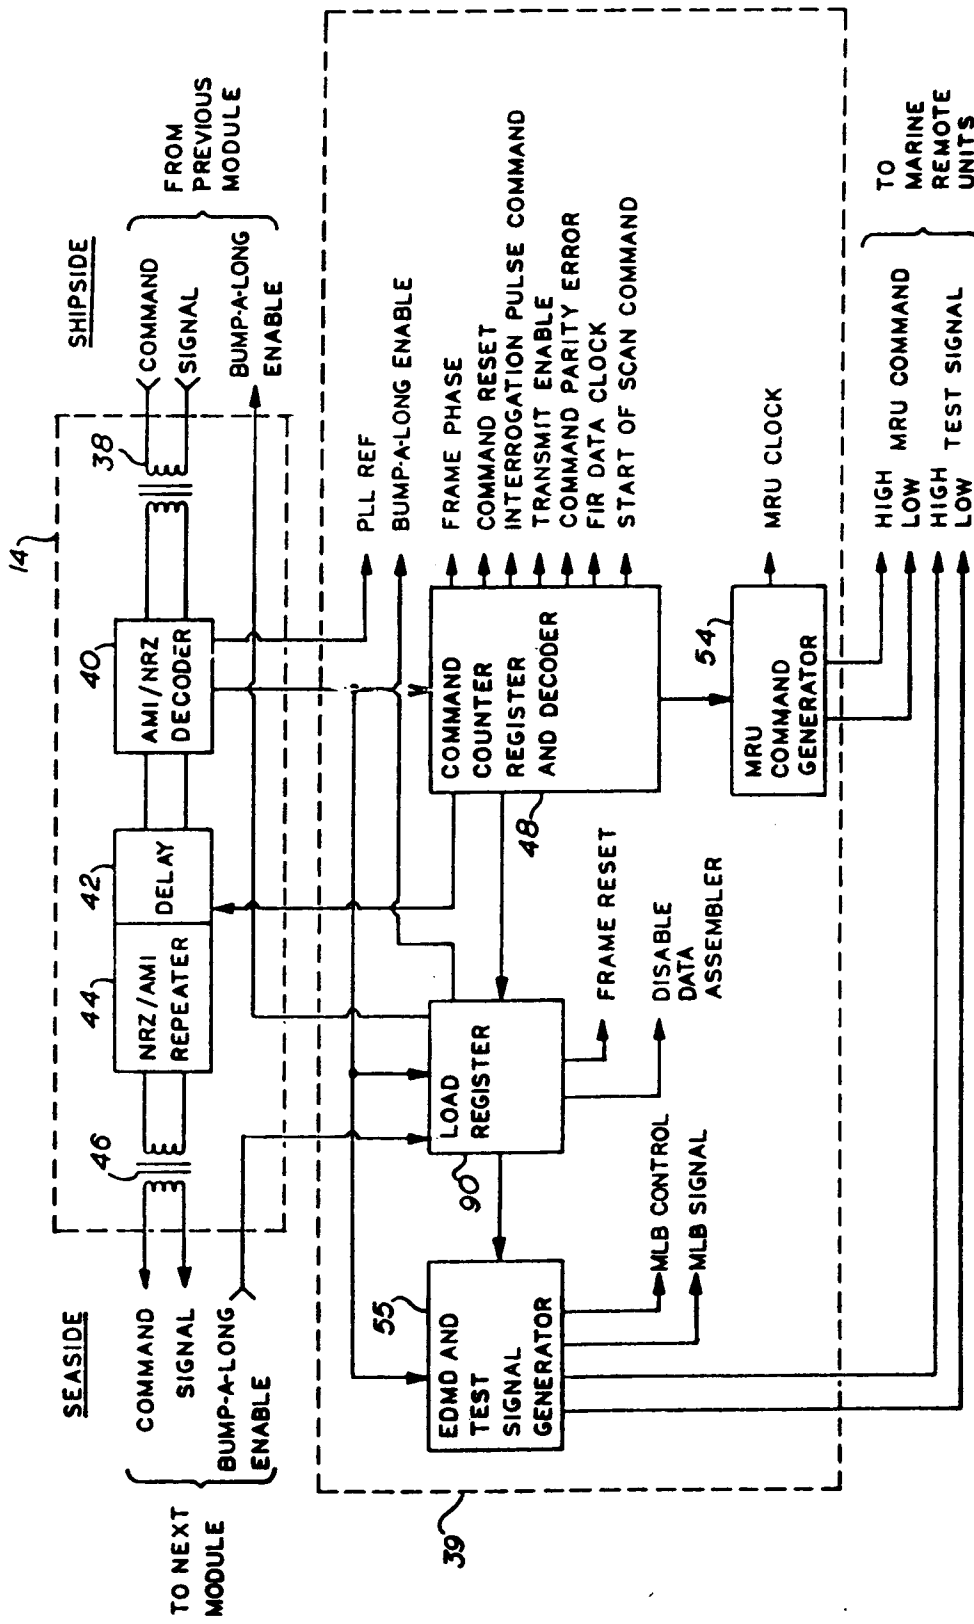 SEASIDE
SHIPSIDE
TO NEXT
MODULE
COMMAND
SIGNAL
BUMP-A-LONG
ENABLE
46
44
NRZ/AMI
REPEATER
42
DELAY
40
AMI/NRZ
DECODER
38
14
COMMAND
SIGNAL
BUMP-A-LONG
ENABLE
FROM
PREVIOUS
MODULE
PLL REF
BUMP-A-LONG ENABLE
39
55
EDMD AND
TEST
SIGNAL
GENERATOR
90
LOAD
REGISTER
48
COMMAND
COUNTER
REGISTER
AND DECODER
FRAME PHASE
COMMAND RESET
INTERROGATION PULSE COMMAND
TRANSMIT ENABLE
COMMAND PARITY ERROR
FIR DATA CLOCK
START OF SCAN COMMAND
MLB CONTROL
MLB SIGNAL
FRAME RESET
DISABLE
DATA
ASSEMBLER
54
MRU
COMMAND
GENERATOR
MRU CLOCK
HIGH
LOW
MRU COMMAND
HIGH
LOW
TEST SIGNAL
TO
MARINE
REMOTE
UNITS